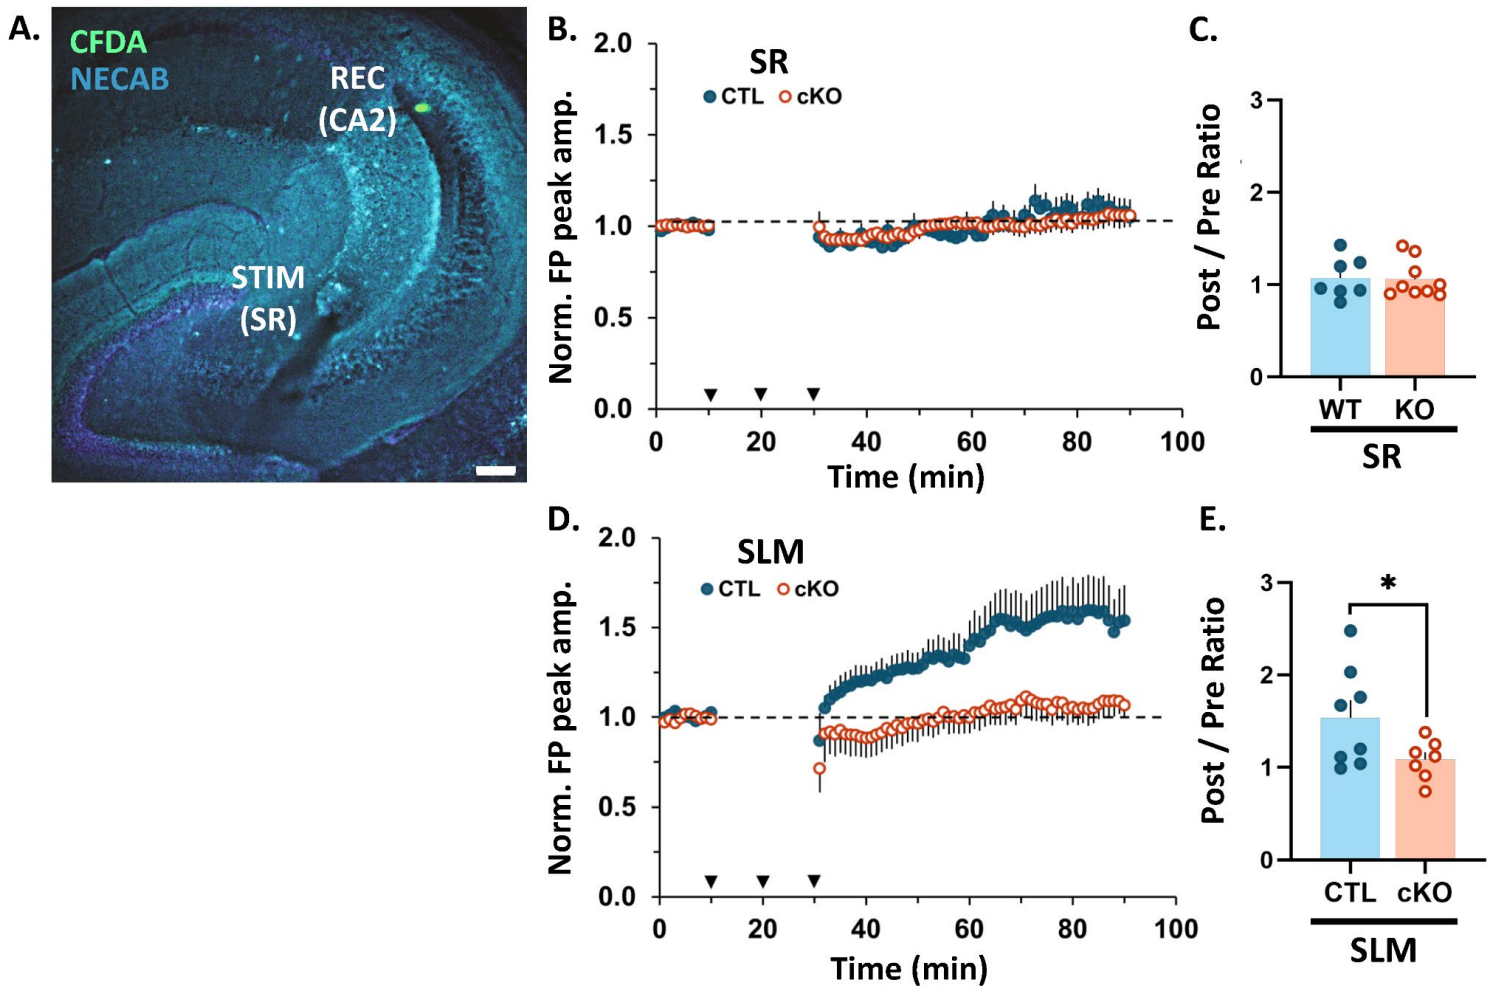 A.
CFDA
NECAB
REC
(CA2)
STIM
(SR)
B.
SR
CTL cKO
Norm. FP peak amp.
2.0
1.5
1.0
0.5
0.0
0 20 40 60 80 100
Time (min)
C.
Post / Pre Ratio
3
2
1
0
WT KO
SR
D.
SLM
CTL cKO
Norm. FP peak amp.
2.0
1.5
1.0
0.5
0.0
0 20 40 60 80 100
Time (min)
E.
Post / Pre Ratio
3
2
1
0
*
CTL cKO
SLM